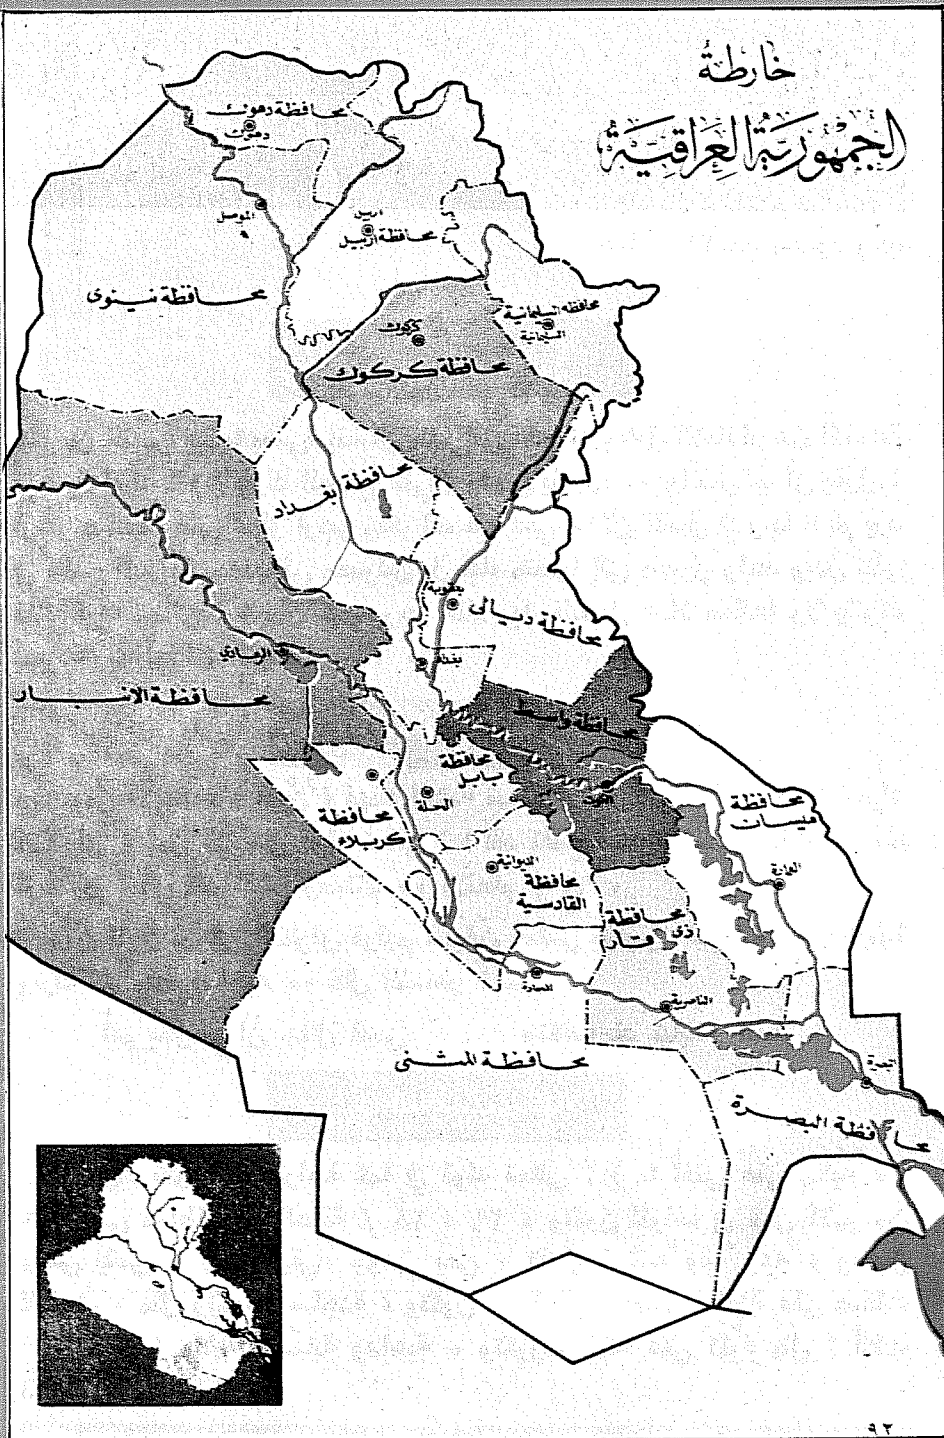 خارطة
الجمهورية العراقية
محافظة دهوك
دهوك
الموصل
اربيل
محافظة اربيل
محافظة نينوى
محافظة السليمانية
السليمانية
كركوك
محافظة كركوك
محافظة بغداد
بعقوبة
محافظة ديالى
بغداد
الرمادي
محافظة الانبار
محافظة واسط
محافظة
بابل
الكوت
الحلة
محافظة
ميسان
محافظة
كربلاء
العمارة
الديوانية
محافظة
القادسية
محافظة
ذي قار
السماوة
الناصرية
محافظة المثنى
محافظة البصرة
٩٢